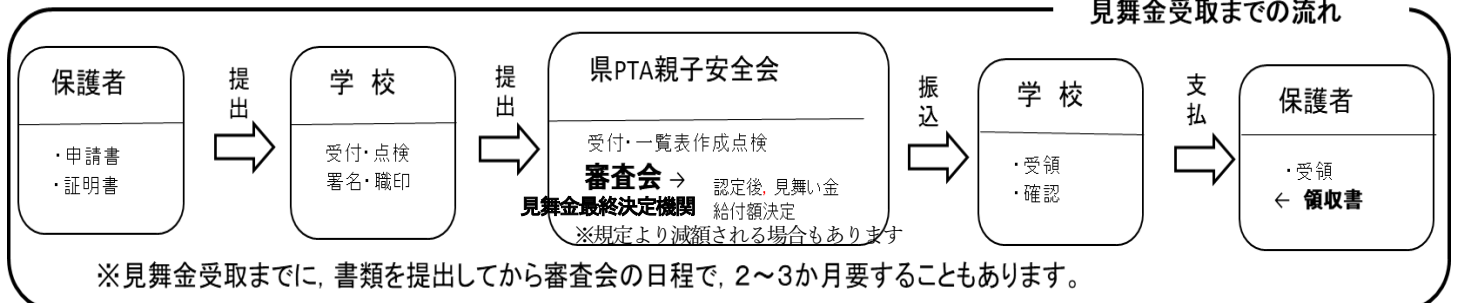 見舞金受取までの流れ
保護者
・申請書
・証明書
提出
学 校
受付・点検
署名・職印
提出
県PTA親子安全会
受付・一覧表作成点検
審査会→ 認定後, 見舞い金
見舞金最終決定機関 給付額決定
※規定より減額される場合もあります
振込
学 校
・受領
・確認
支払
保護者
・受領
← 領収書
※見舞金受取までに, 書類を提出してから審査会の日程で, 2～3か月要することもあります。